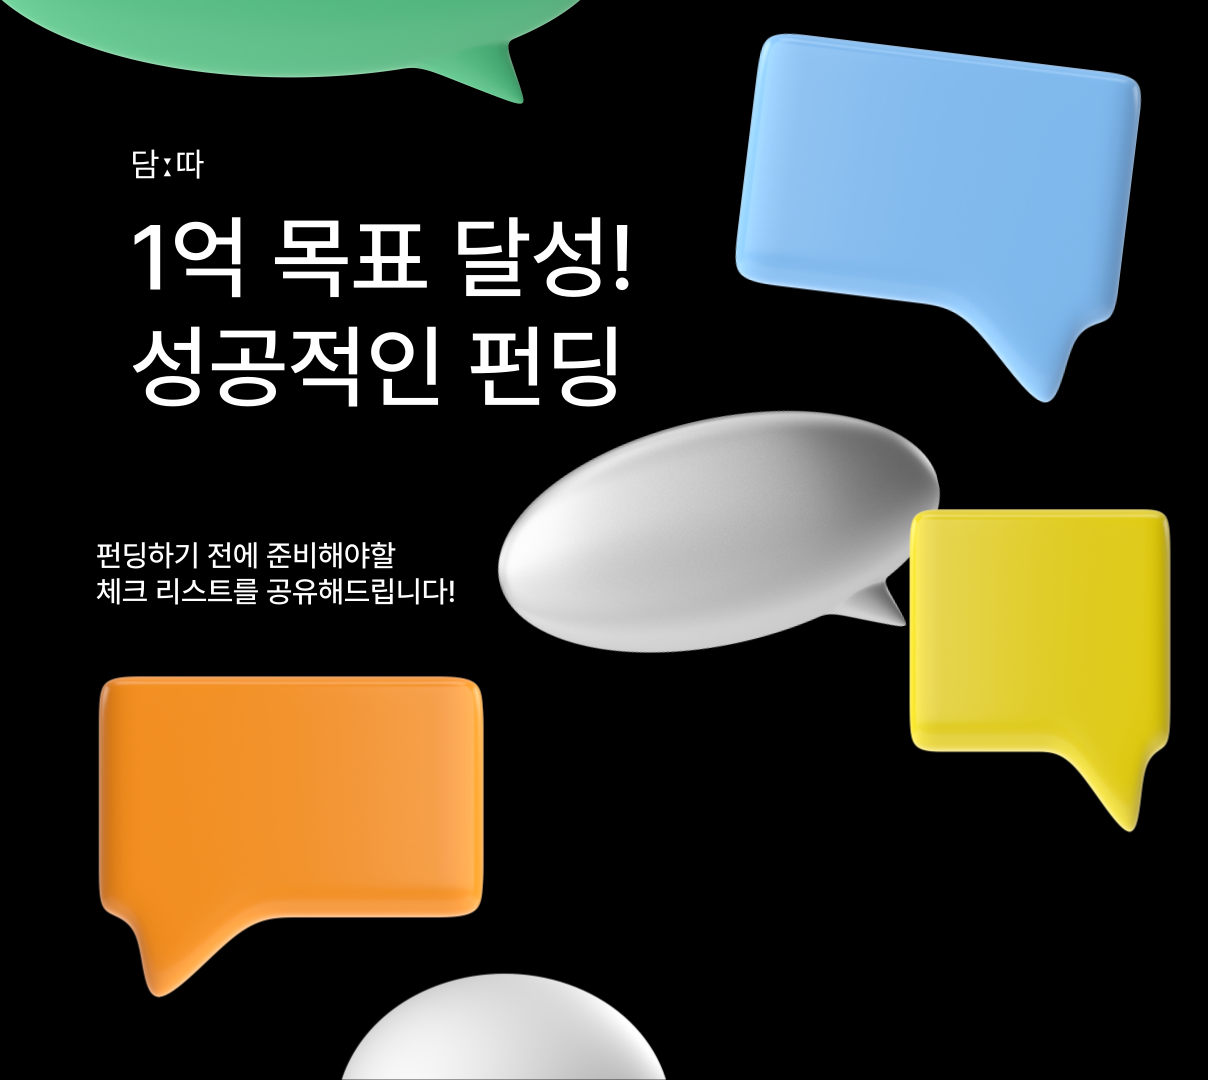 담:따
1억 목표 달성!
성공적인 펀딩
펀딩하기 전에 준비해야할
체크 리스트를 공유해드립니다!